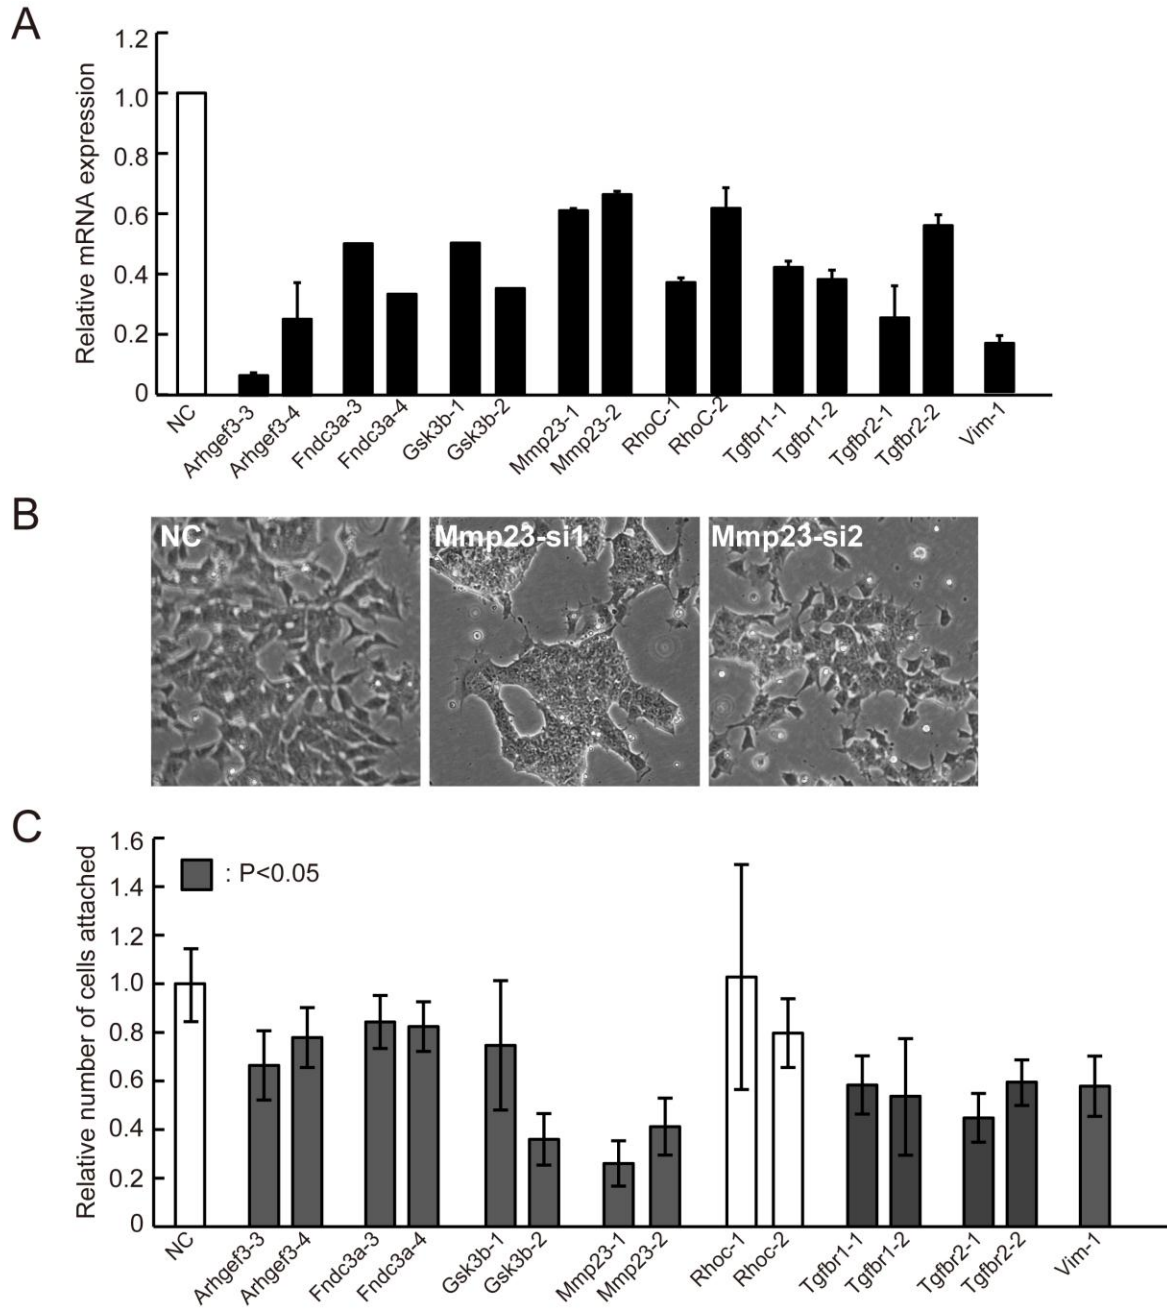 A
Relative mRNA expression
1.2
1.0
0.8
0.6
0.4
0.2
0
NC
Arhgef3-3
Arhgef3-4
Fndc3a-3
Fndc3a-4
Gsk3b-1
Gsk3b-2
Mmp23-1
Mmp23-2
RhoC-1
RhoC-2
Tgfbr1-1
Tgfbr1-2
Tgfbr2-1
Tgfbr2-2
Vim-1
B
NC
Mmp23-si1
Mmp23-si2
C
Relative number of cells attached
1.6
1.4
1.2
1.0
0.8
0.6
0.4
0.2
0
: P<0.05
NC
Arhgef3-3
Arhgef3-4
Fndc3a-3
Fndc3a-4
Gsk3b-1
Gsk3b-2
Mmp23-1
Mmp23-2
Rhoc-1
Rhoc-2
Tgfbr1-1
Tgfbr1-2
Tgfbr2-1
Tgfbr2-2
Vim-1